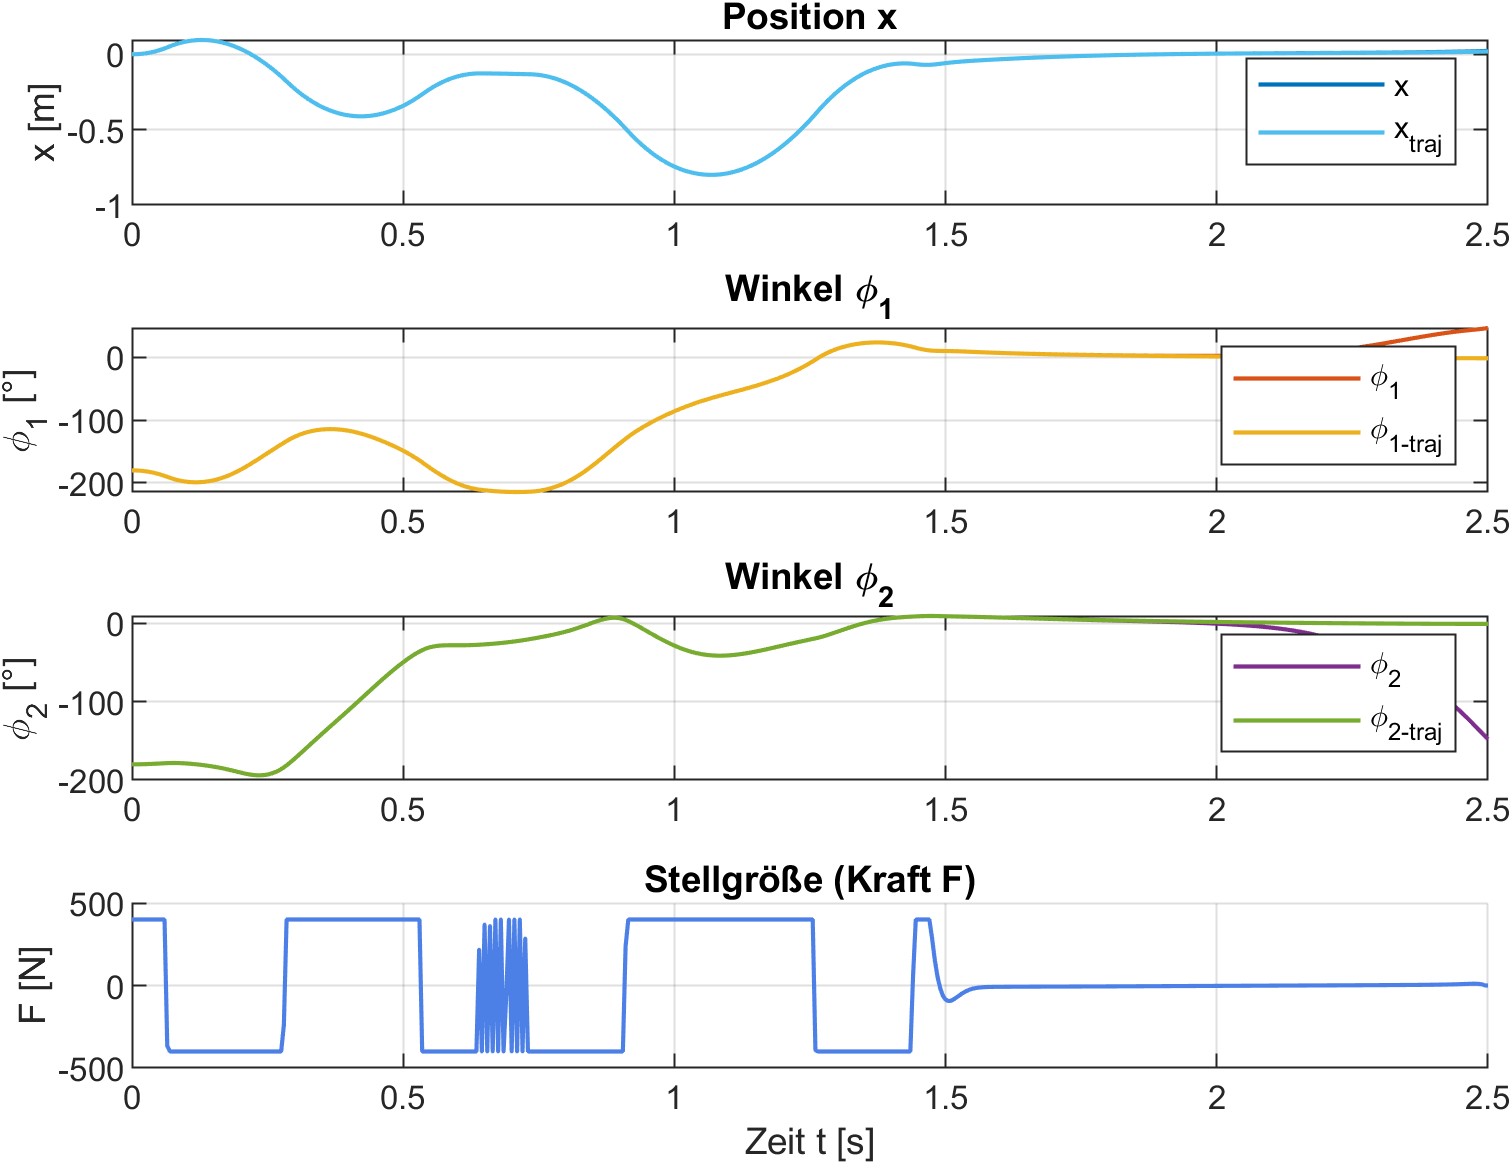 Position x
x [m]
0
-0.5
-1
x
x_traj
0 0.5 1 1.5 2 2.5
Winkel ϕ_1
ϕ_1 [°]
0
-100
-200
ϕ_1
ϕ_1-traj
0 0.5 1 1.5 2 2.5
Winkel ϕ_2
ϕ_2 [°]
0
-100
-200
ϕ_2
ϕ_2-traj
0 0.5 1 1.5 2 2.5
Stellgröße (Kraft F)
F [N]
500
0
-500
0 0.5 1 1.5 2 2.5
Zeit t [s]